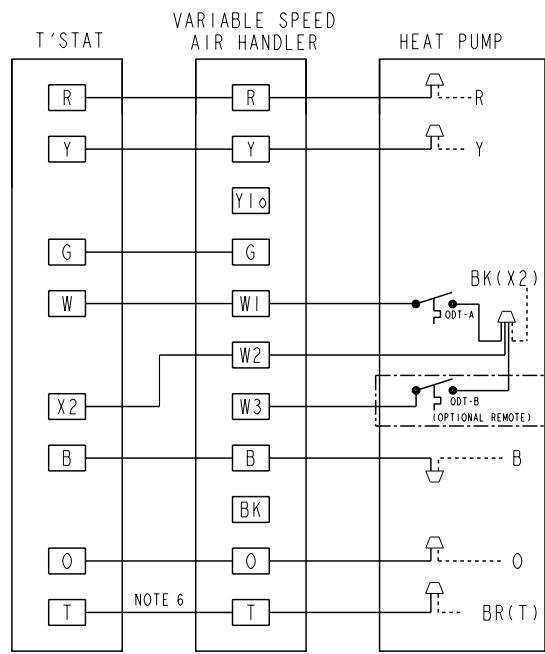 VARIABLE SPEED
T'STAT AIR HANDLER HEAT PUMP
R R R
Y Y Y
Y1o
G G
BK(X2)
W W1
ODT-A
W2
X2 W3
ODT-B
(OPTIONAL REMOTE)
B B B
BK
O O O
NOTE 6
T T BR(T)